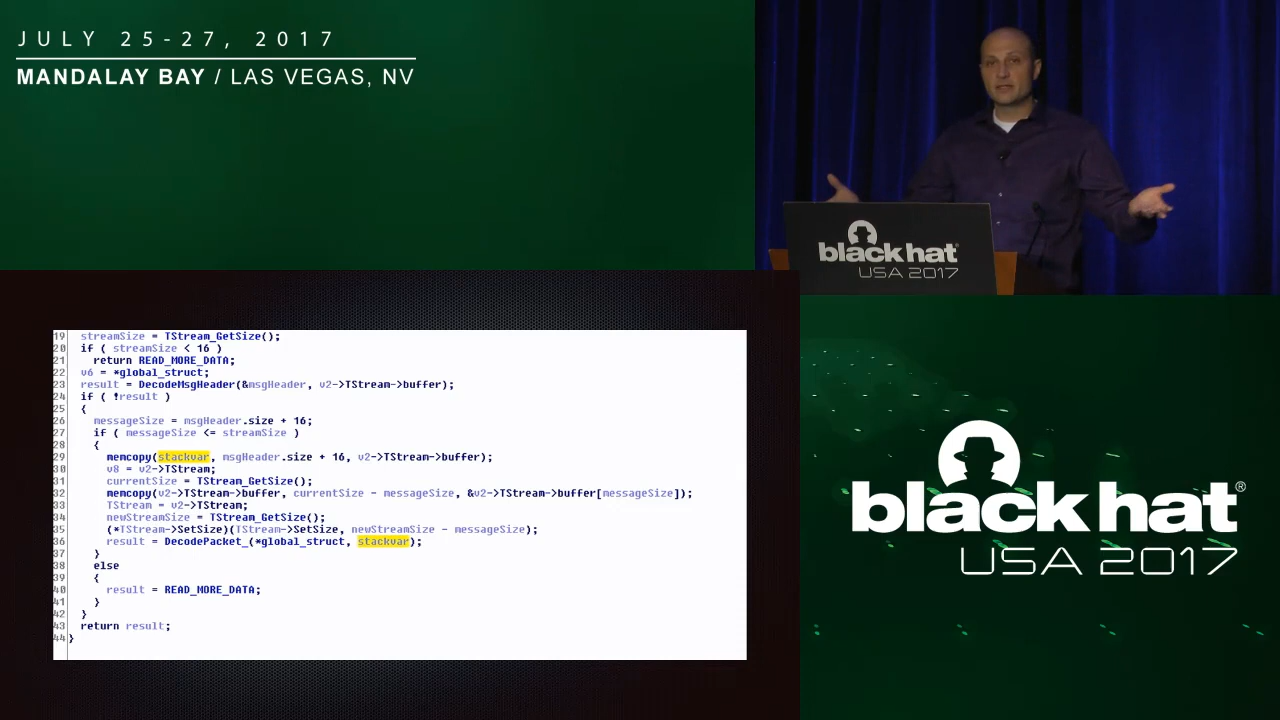 JULY 25-27, 2017
MANDALAY BAY / LAS VEGAS, NV
black hat®
USA 2017
19 streamSize = TStream_GetSize();
20 if ( streamSize < 16 )
21 return READ_MORE_DATA;
22 v6 = *global_struct;
23 result = DecodeMsgHeader(&msgHeader, v2->TStream->buffer);
24 if ( !result )
25 {
26 messageSize = msgHeader.size + 16;
27 if ( messageSize <= streamSize )
28 {
29 memcopy(stackvar, msgHeader.size + 16, v2->TStream->buffer);
30 v8 = v2->TStream;
31 currentSize = TStream_GetSize();
32 memcopy(v2->TStream->buffer, currentSize - messageSize, &v2->TStream->buffer[messageSize]);
33 TStream = v2->TStream;
34 newStreamSize = TStream_GetSize();
35 (*TStream->SetSize)(TStream->SetSize, newStreamSize - messageSize);
36 result = DecodePacket_(*global_struct, stackvar);
37 }
38 else
39 {
40 result = READ_MORE_DATA;
41 }
42 }
43 return result;
44 }
black hat®
USA 2017